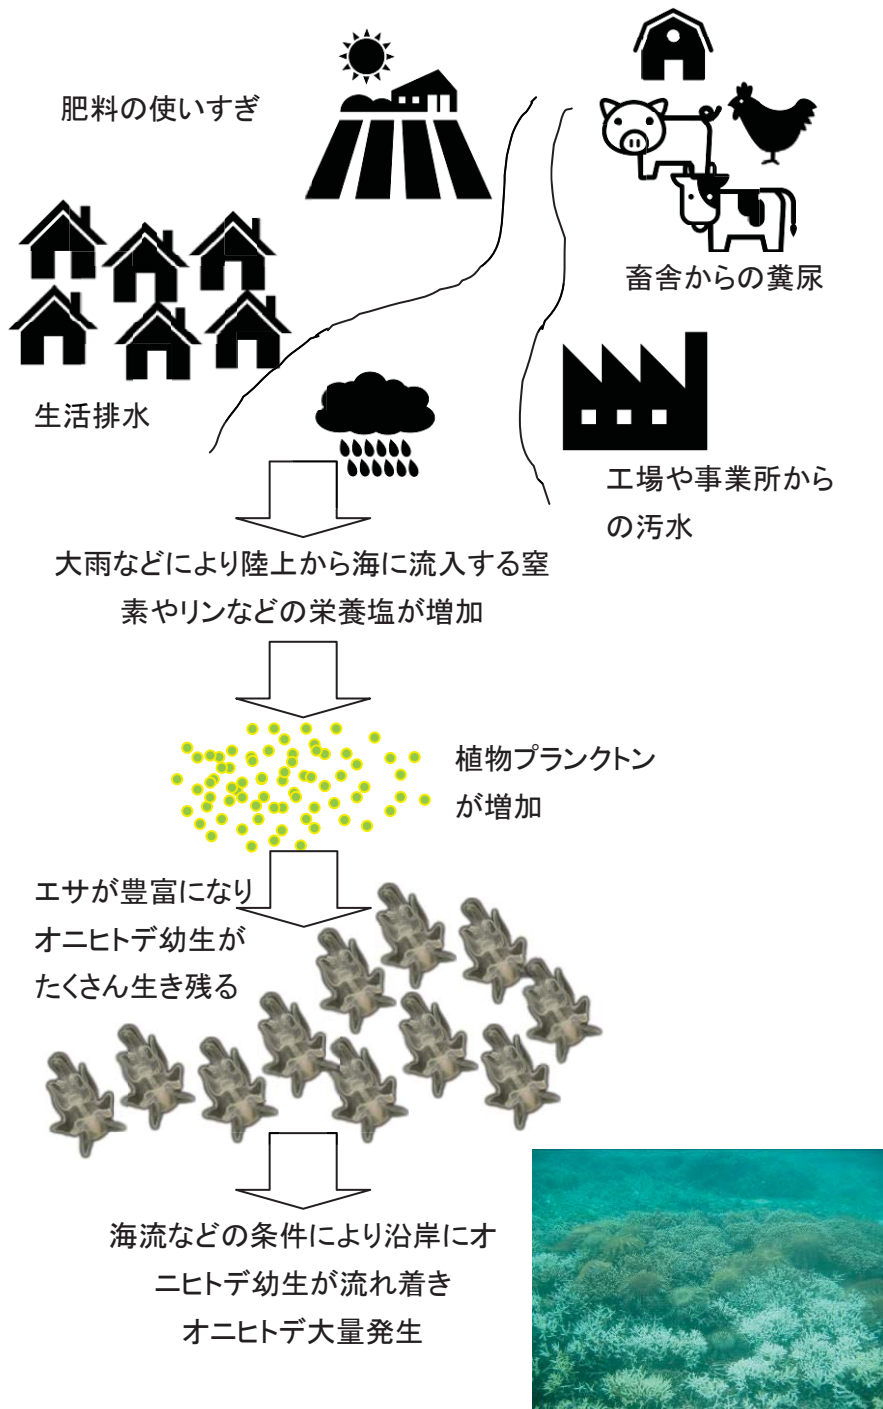 肥料の使いすぎ
畜舎からの糞尿
生活排水
工場や事業所から
の汚水
大雨などにより陸上から海に流入する窒
素やリンなどの栄養塩が増加
植物プランクトン
が増加
エサが豊富になり
オニヒトデ幼生が
たくさん生き残る
海流などの条件により沿岸にオ
ニヒトデ幼生が流れ着き
オニヒトデ大量発生